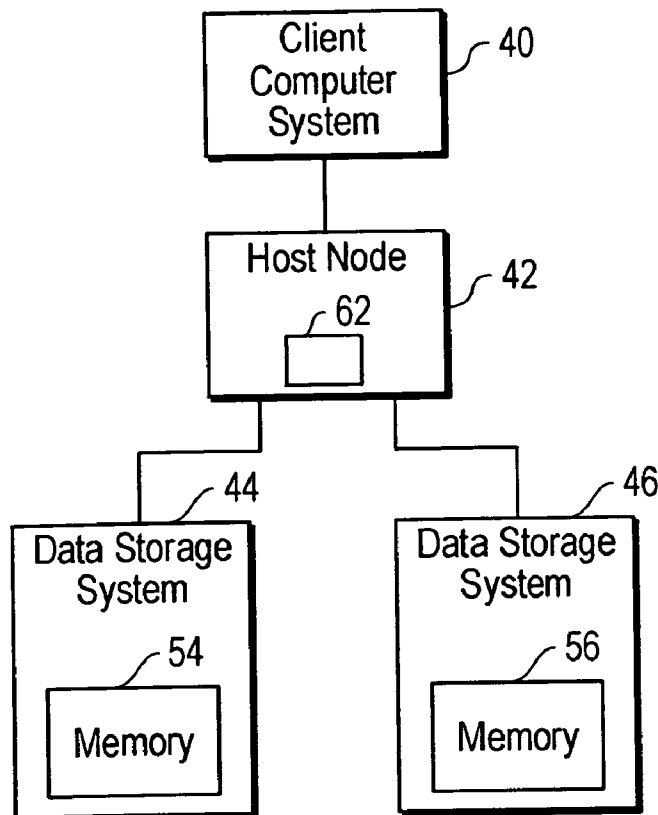 Client
Computer
System
40
Host Node
42
62
44
46
Data Storage
System
Data Storage
System
54
56
Memory
Memory